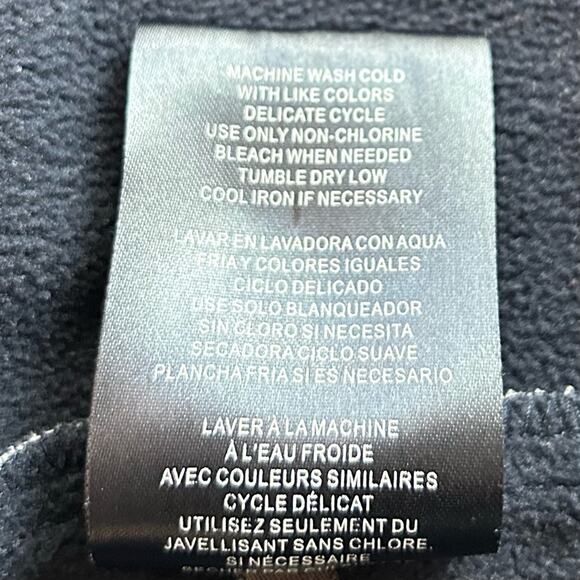 MACHINE WASH COLD
WITH LIKE COLORS
DELICATE CYCLE
USE ONLY NON-CHLORINE
BLEACH WHEN NEEDED
TUMBLE DRY LOW
COOL IRON IF NECESSARY
LAVAR EN LAVADORA CON AQUA
FRIA Y COLORES IGUALES
CICLO DELICADO
USE SOLO BLANQUEADOR
SIN CLORO SI NECESITA
SECADORA CICLO SUAVE
PLANCHA FRIA SI ES NECESARIO
LAVER À LA MACHINE
À L'EAU FROIDE
AVEC COULEURS SIMILAIRES
CYCLE DÉLICAT
UTILISEZ SEULEMENT DU
JAVELLISANT SANS CHLORE,
SI NÉCESSAIRE
SÉCHER PAR